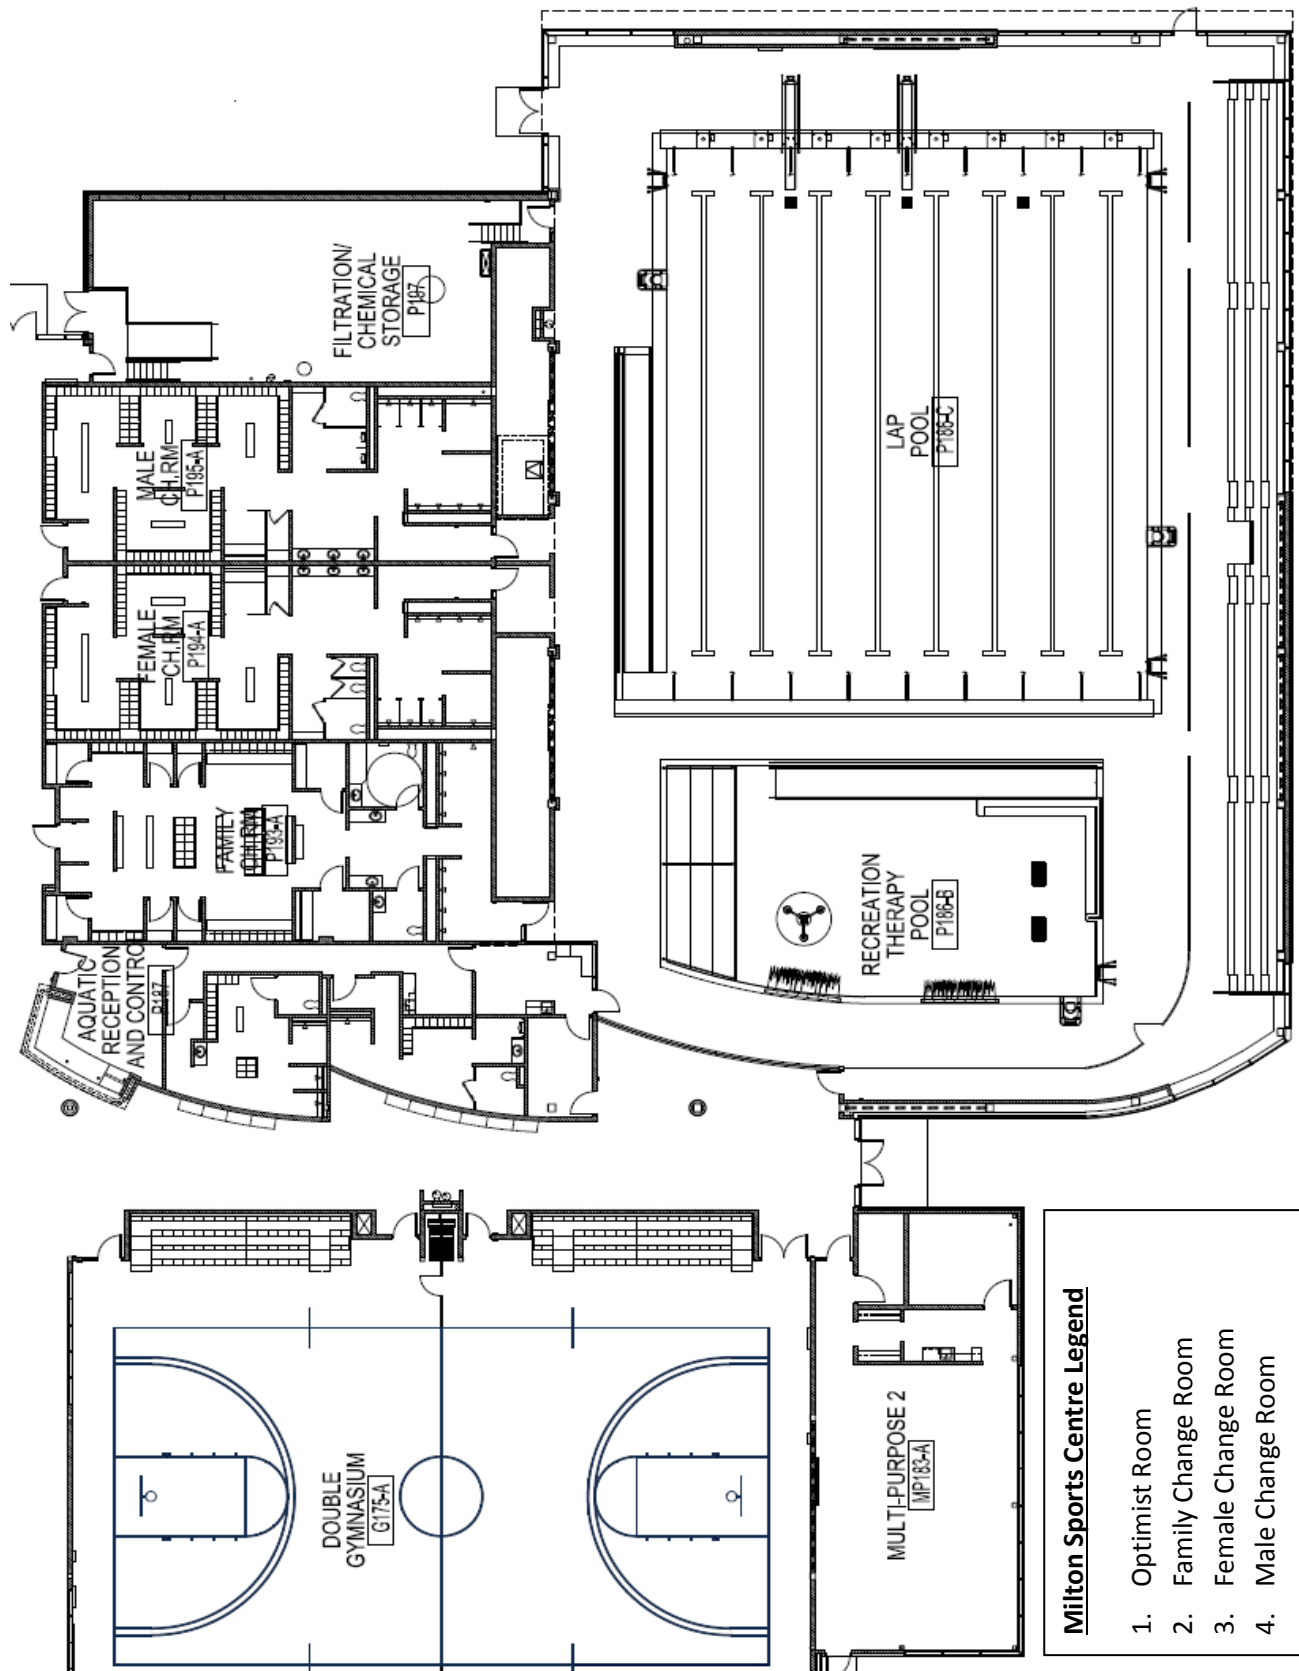 FILTRATION/
CHEMICAL
STORAGE
P197
MALE
CH.RM
P195-A
FEMALE
CH.RM
P194-A
FAMILY
CH.RM
P193-A
AQUATIC
RECEPTION
AND CONTRO
P187
LAP
POOL
P186-C
RECREATION
THERAPY
POOL
P186-B
DOUBLE
GYMNASIUM
G175-A
MULTI-PURPOSE 2
MP183-A
Milton Sports Centre Legend
1. Optimist Room
2. Family Change Room
3. Female Change Room
4. Male Change Room